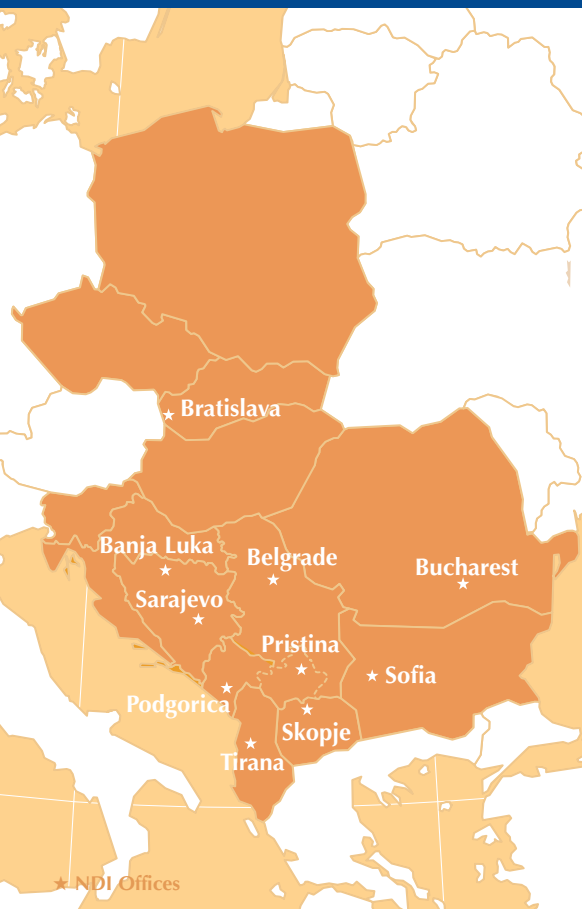 Bratislava
Banja Luka
Belgrade
Bucharest
Sarajevo
Pristina
Sofia
Podgorica
Skopje
Tirana
NDI Offices